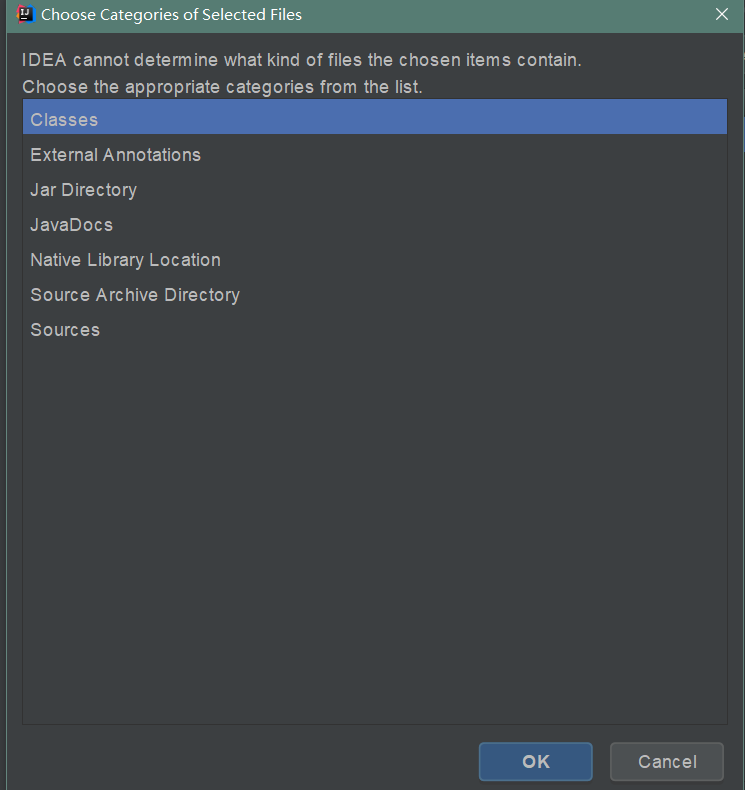 Choose Categories of Selected Files
IDEA cannot determine what kind of files the chosen items contain.
Choose the appropriate categories from the list.
Classes
External Annotations
Jar Directory
JavaDocs
Native Library Location
Source Archive Directory
Sources
OK
Cancel